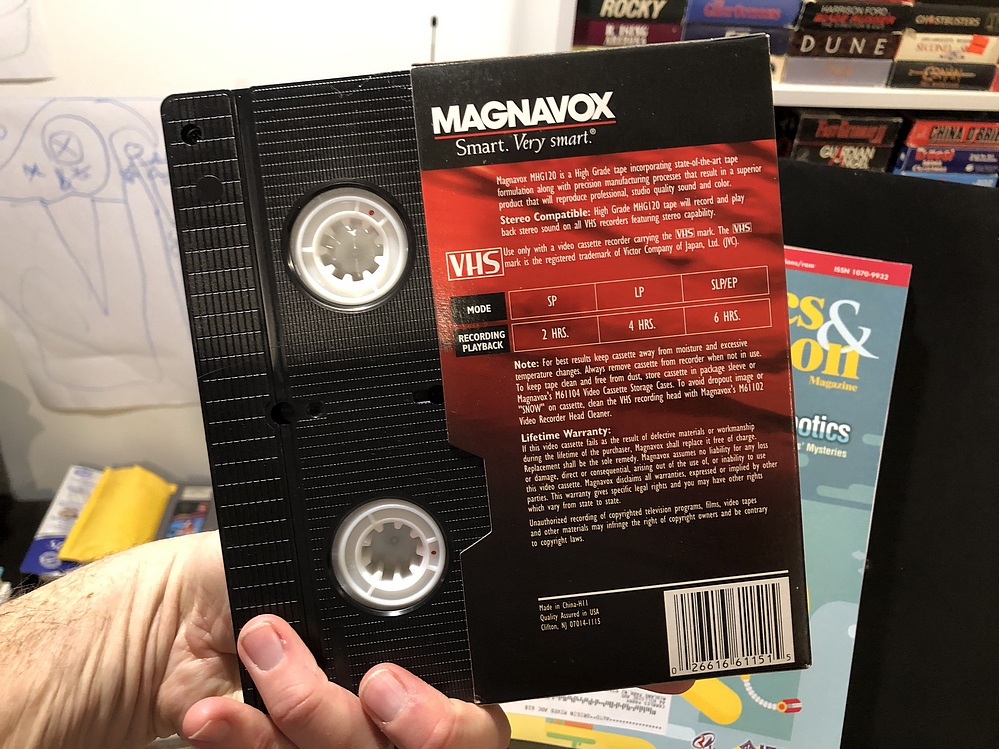 ROCKY
HARRISON FORD
BLADE RUNNER
GHOSTBUSTERS
DUNE
CONAN
GUARDIAN
CHINA O'BRIEN
MAGNAVOX
Smart. Very smart.®
Magnavox MHG120 is a High Grade tape incorporating state-of-the-art tape
formulation along with precision manufacturing processes that result in a superior
product that will reproduce professional, studio quality sound and color.
Stereo Compatible: High Grade MHG120 tape will record and play
back stereo sound on all VHS recorders featuring stereo capability.
VHS
Use only with a video cassette recorder carrying the VHS mark. The VHS
mark is the registered trademark of Victor Company of Japan, Ltd. (JVC).
MODE SP LP SLP/EP
RECORDING
PLAYBACK 2 HRS. 4 HRS. 6 HRS.
Note: For best results keep cassette away from moisture and excessive
temperature changes. Always remove cassette from recorder when not in use.
To keep tape clean and free from dust, store cassette in package sleeve or
Magnavox's M61104 Video Cassette Storage Cases. To avoid dropout image or
"SNOW" on cassette, clean the VHS recording head with Magnavox's M61102
Video Recorder Head Cleaner.
Lifetime Warranty:
If this video cassette fails as the result of defective materials or workmanship
during the lifetime of the purchaser, Magnavox shall replace it free of charge.
Replacement shall be the sole remedy. Magnavox assumes no liability for any loss
or damage, direct or consequential, arising out of the use of, or inability to use
this video cassette. Magnavox disclaims all warranties, expressed or implied by other
parties. This warranty gives specific legal rights and you may have other rights
which vary from state to state.
Unauthorized recording of copyrighted television programs, films, video tapes
and other materials may infringe the right of copyright owners and be contrary
to copyright laws.
Made in China-H11
Quality Assured in USA
Clifton, NJ 07014-1115
0 26616 61151 5
ISSN 1070-9932
cs&
on
Magazine
botics
s' Mysteries